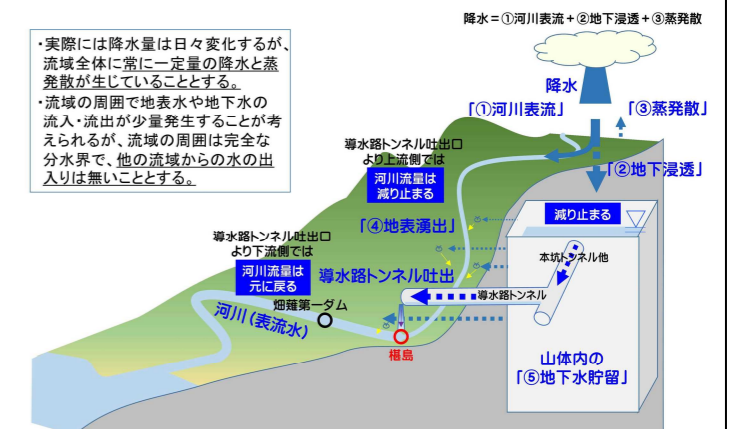 降水＝①河川表流＋②地下浸透＋③蒸発散
・実際には降水量は日々変化するが、
流域全体に常に一定量の降水と蒸
発散が生じていることとする。
・流域の周囲で地表水や地下水の
流入・流出が少量発生することが考
えられるが、流域の周囲は完全な
分水界で、他の流域からの水の出
入りは無いこととする。
降水
「①河川表流」
「③蒸発散」
「②地下浸透」
導水路トンネル吐出口
より上流側では
河川流量は
減り止まる
「④地表湧出」
減り止まる
本坑トンネル他
導水路トンネル吐出口
より下流側では
河川流量は
元に戻る
導水路トンネル吐出
導水路トンネル
畑薙第一ダム
河川（表流水）
椹島
山体内の
「⑤地下水貯留」